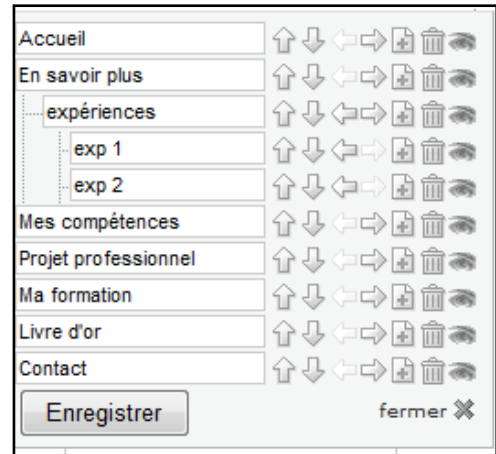 Accueil
En savoir plus
expériences
exp 1
exp 2
Mes compétences
Projet professionnel
Ma formation
Livre d'or
Contact
Enregistrer
fermer